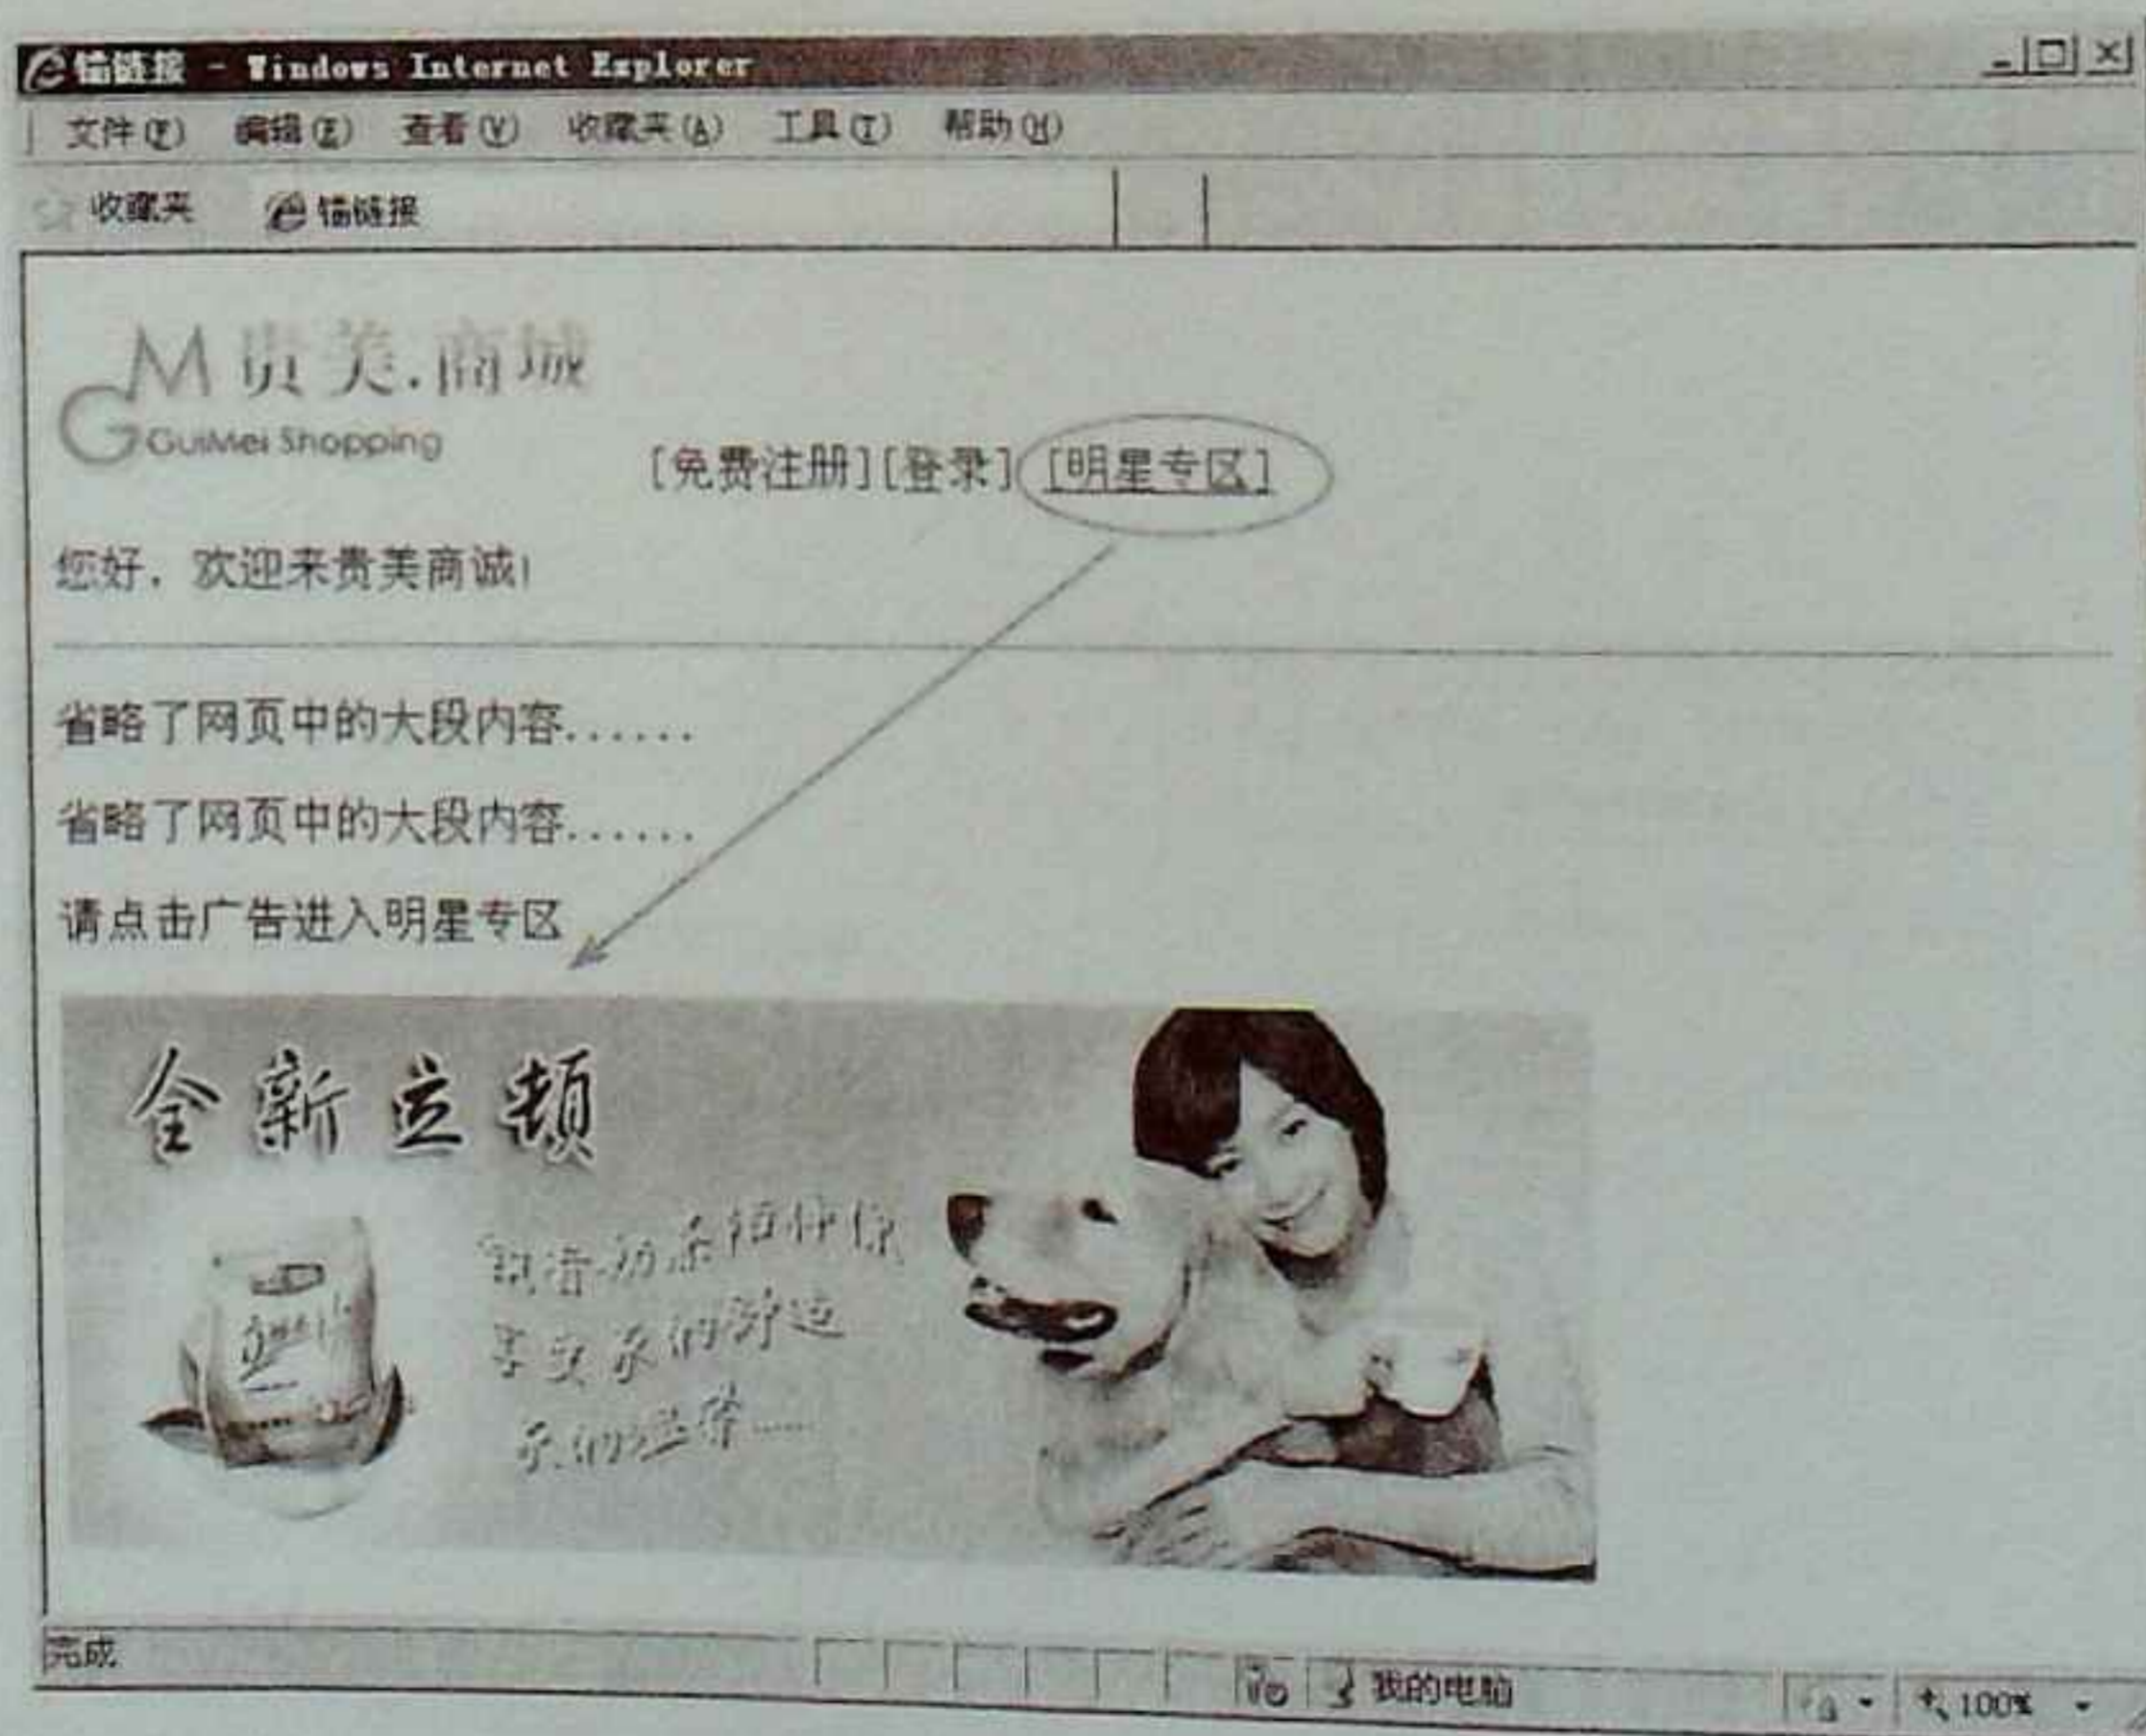 锚链接 - Windows Internet Explorer
文件(F) 编辑(E) 查看(V) 收藏夹(A) 工具(T) 帮助(H)
收藏夹 锚链接
GM 贵美.商城
GuiMei Shopping
[免费注册][登录] [明星专区]
您好，欢迎来贵美商诚!
省略了网页中的大段内容......
省略了网页中的大段内容......
请点击广告进入明星专区
全新立顿
完成 我的电脑 100%